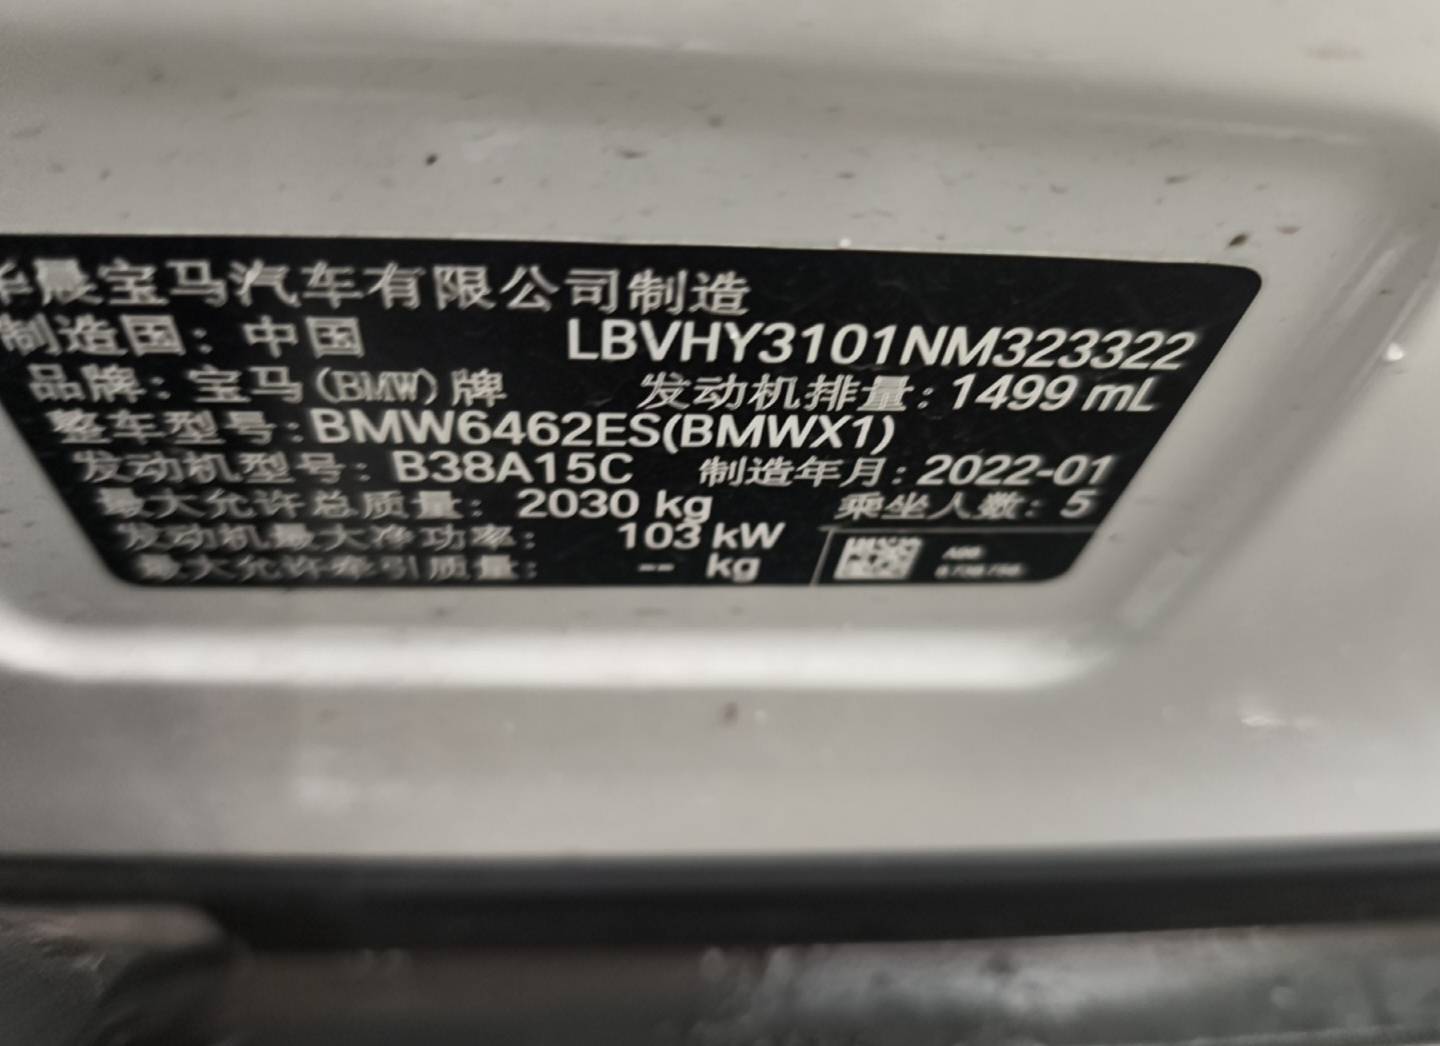 华晨宝马汽车有限公司制造
制造国：中国 LBVHY3101NM323322
品牌：宝马(BMW)牌 发动机排量：1499 mL
整车型号：BMW6462ES(BMWX1)
发动机型号：B38A15C 制造年月：2022-01
最大允许总质量：2030 kg 乘坐人数：5
发动机最大净功率：103 kW
最大允许牵引质量：-- kg